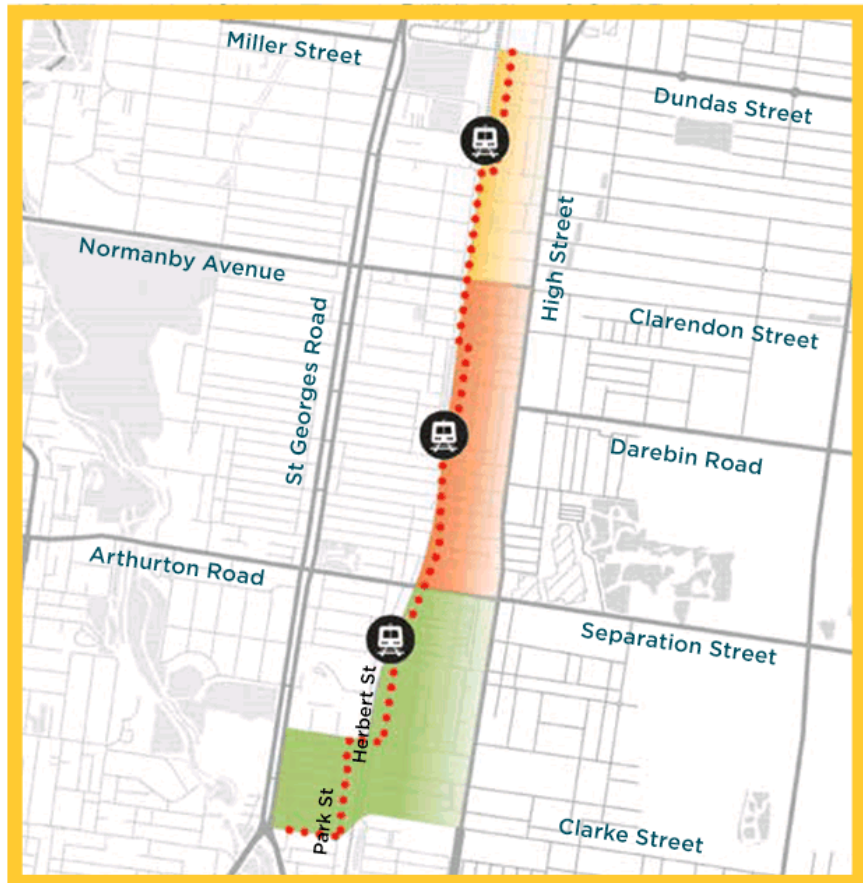 Miller Street
Dundas Street
Normanby Avenue
High Street
Clarendon Street
St Georges Road
Darebin Road
Arthurton Road
Separation Street
Herbert St
Park St
Clarke Street